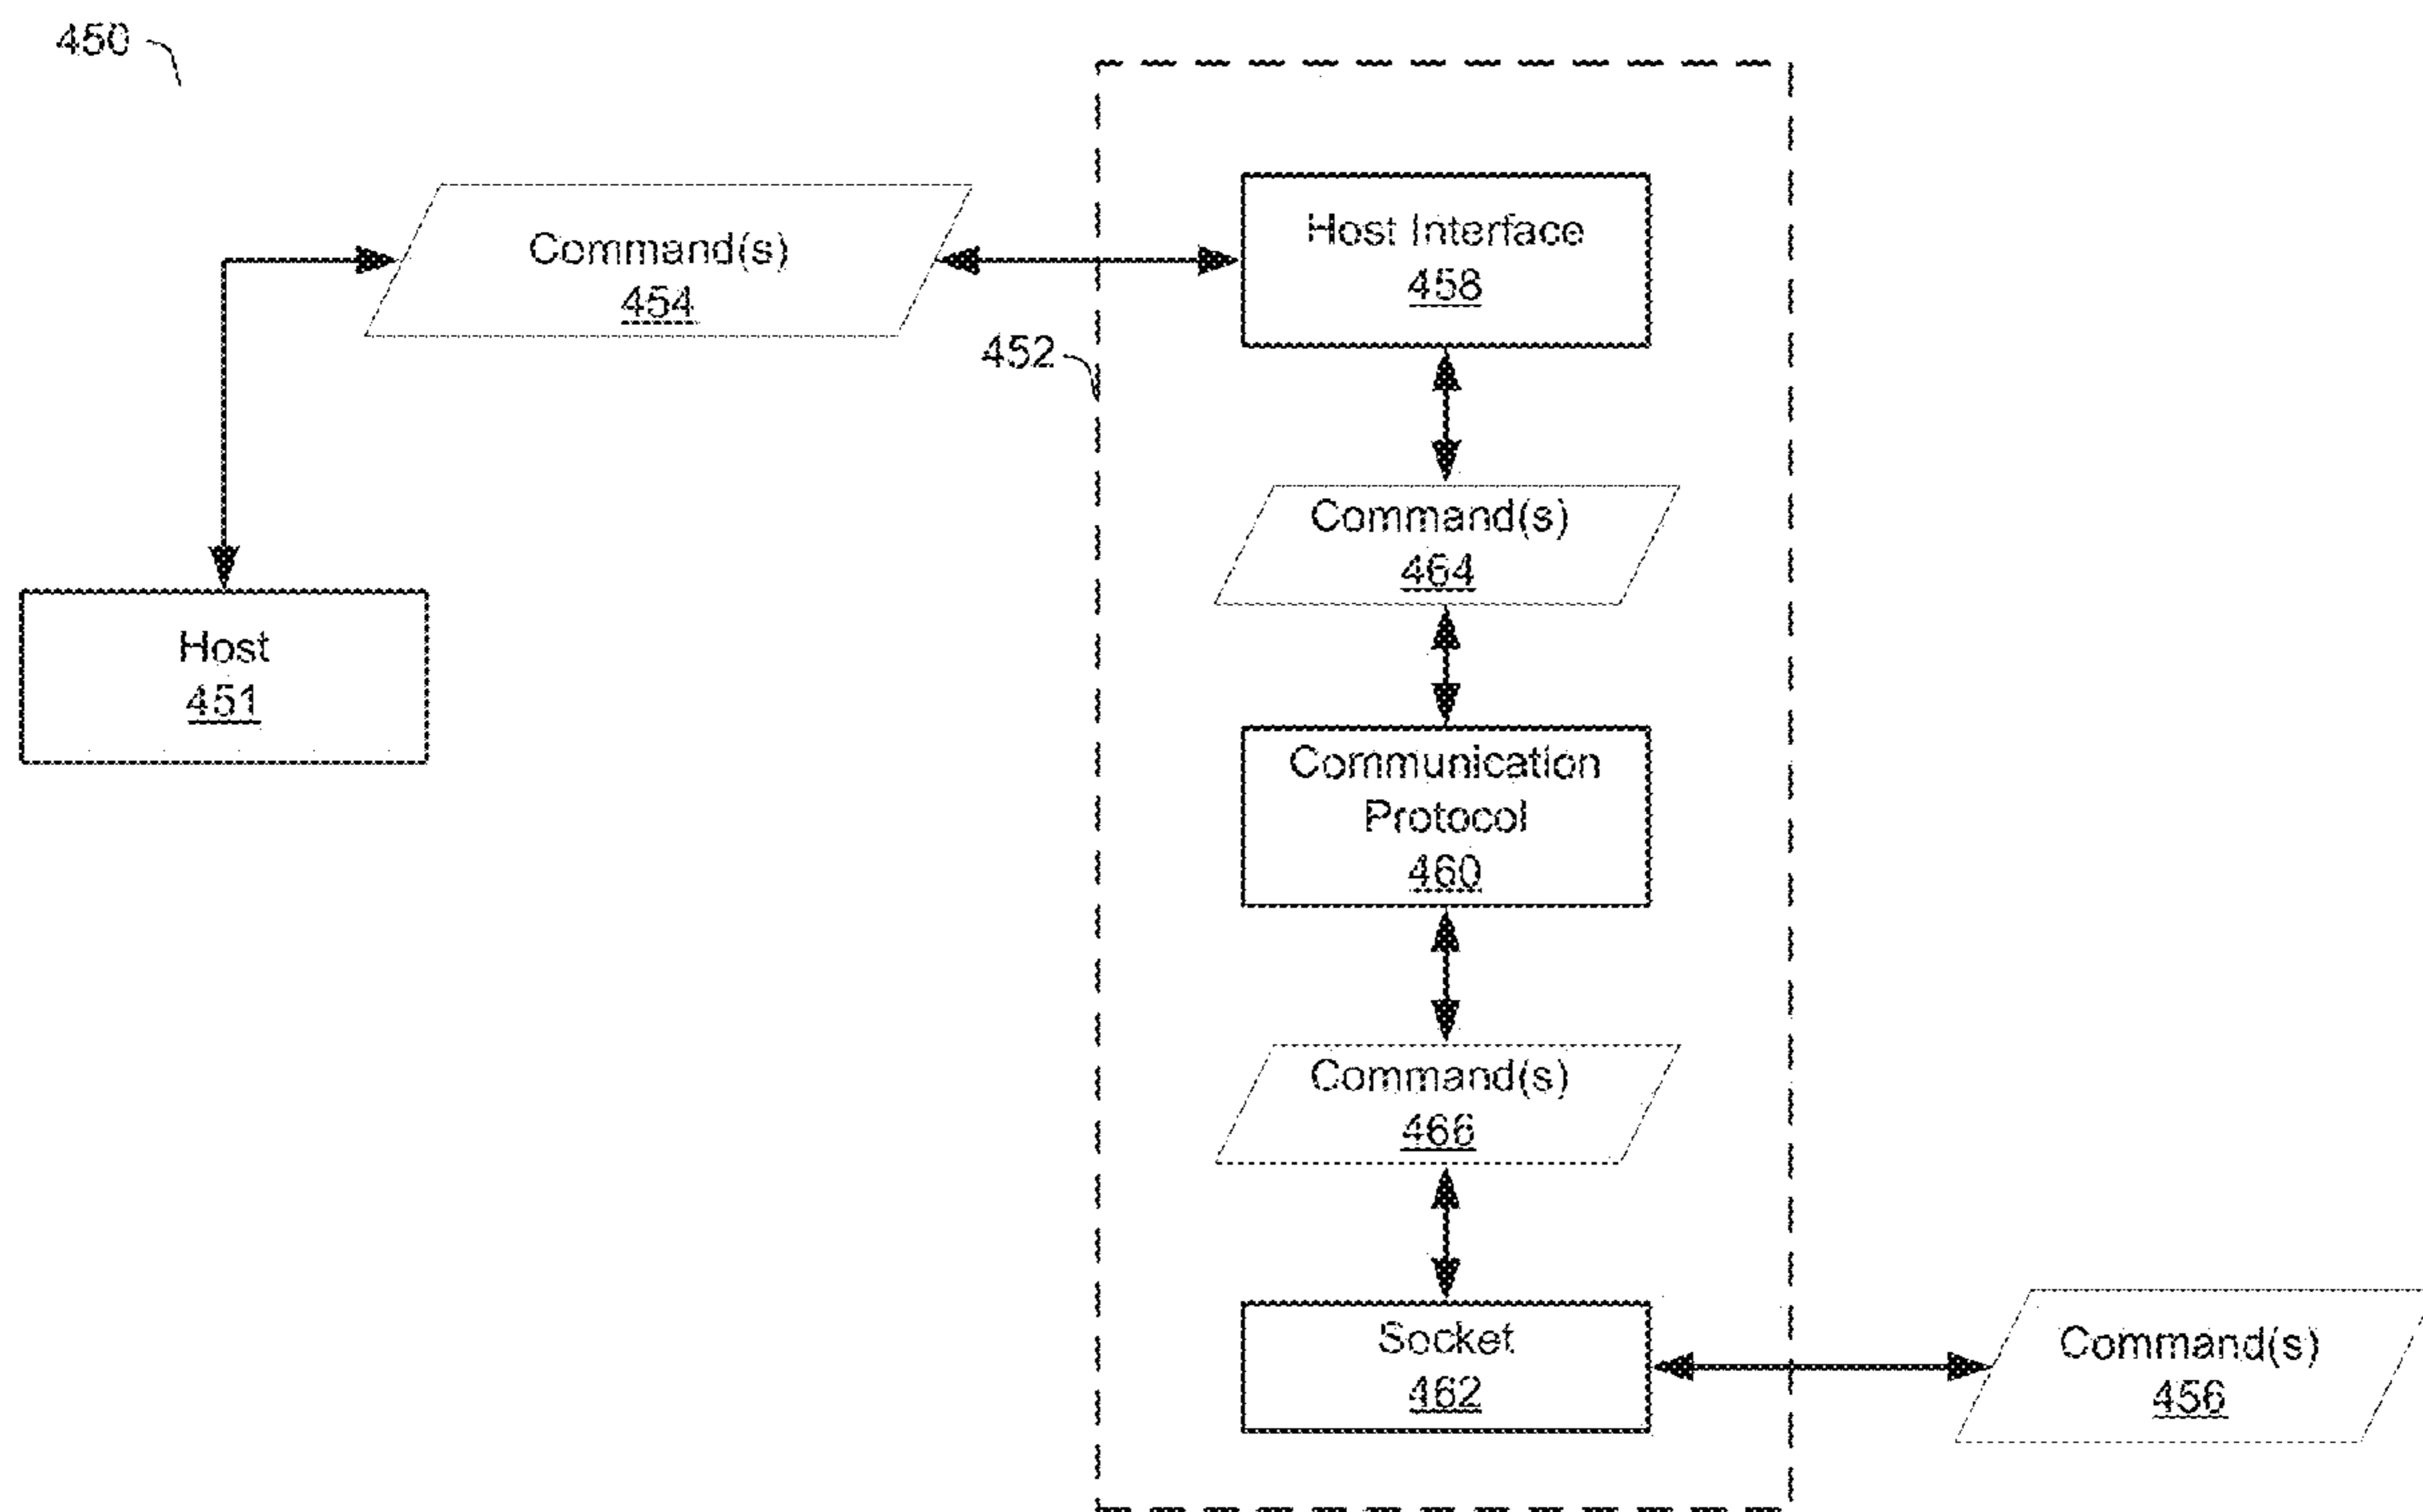 450
Command(s)
454
Host Interface
458
452
Command(s)
464
Host
451
Communication
Protocol
460
Command(s)
466
Socket
462
Command(s)
456